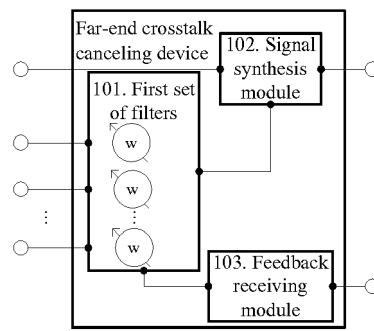 Far-end crosstalk
canceling device
102. Signal
synthesis
module
101. First set
of filters
w
w
...
w
...
103. Feedback
receiving
module